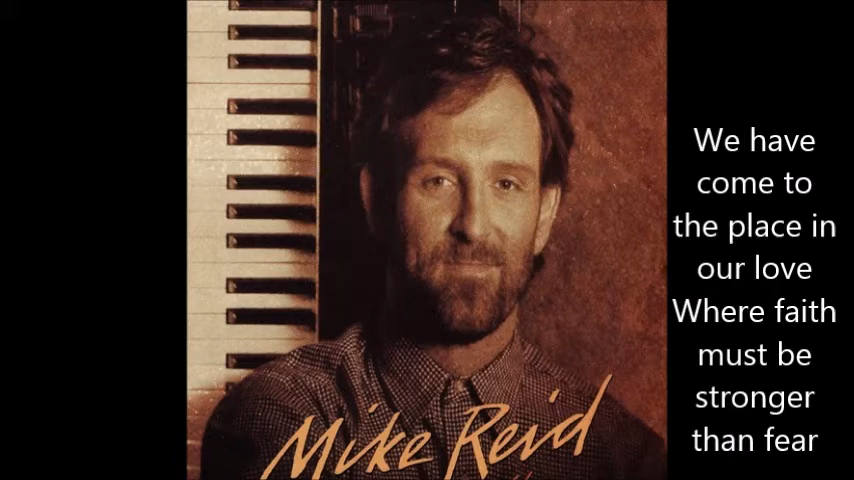 We have
come to
the place in
our love
Where faith
must be
stronger
than fear
Mike Reid